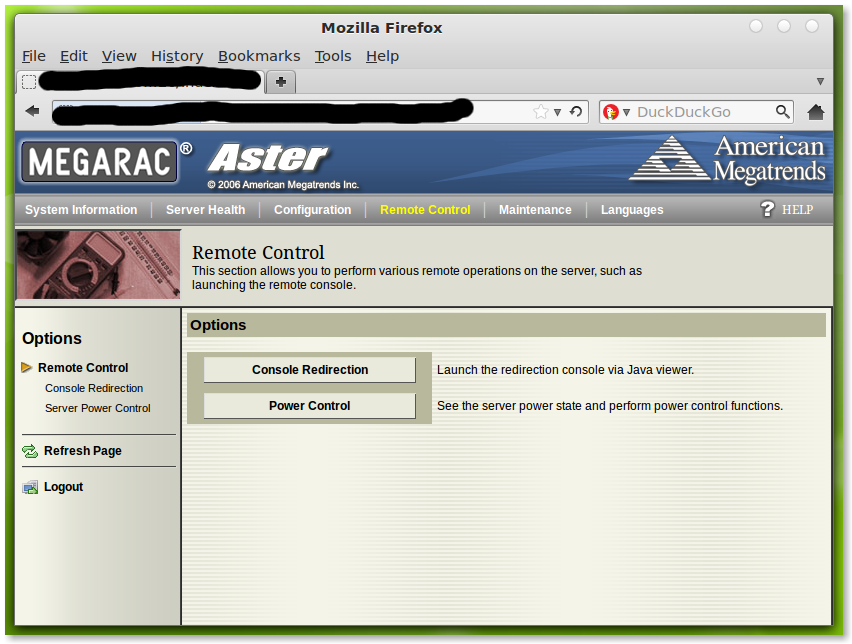 Mozilla Firefox
File Edit View History Bookmarks Tools Help
DuckDuckGo
MEGARAC®
Aster
© 2006 American Megatrends Inc.
American
Megatrends
System Information Server Health Configuration Remote Control Maintenance Languages ? HELP
Remote Control
This section allows you to perform various remote operations on the server, such as
launching the remote console.
Options
Remote Control
Console Redirection
Server Power Control
Refresh Page
Logout
Options
Console Redirection Launch the redirection console via Java viewer.
Power Control See the server power state and perform power control functions.